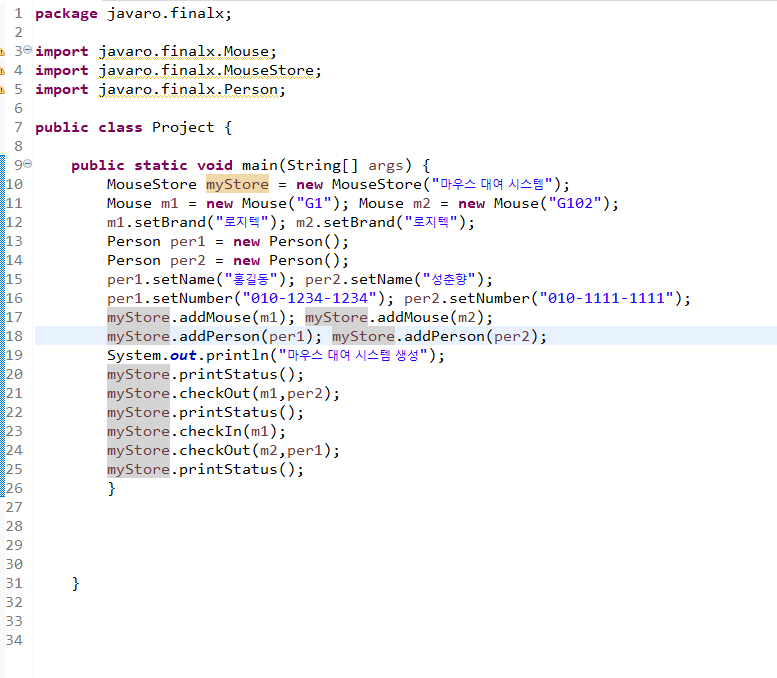 1 package javaro.finalx;
2
3 import javaro.finalx.Mouse;
4 import javaro.finalx.MouseStore;
5 import javaro.finalx.Person;
6
7 public class Project {
8
9     public static void main(String[] args) {
10         MouseStore myStore = new MouseStore("마우스 대여 시스템");
11         Mouse m1 = new Mouse("G1"); Mouse m2 = new Mouse("G102");
12         m1.setBrand("로지텍"); m2.setBrand("로지텍");
13         Person per1 = new Person();
14         Person per2 = new Person();
15         per1.setName("홍길동"); per2.setName("성춘향");
16         per1.setNumber("010-1234-1234"); per2.setNumber("010-1111-1111");
17         myStore.addMouse(m1); myStore.addMouse(m2);
18         myStore.addPerson(per1); myStore.addPerson(per2);
19         System.out.println("마우스 대여 시스템 생성");
20         myStore.printStatus();
21         myStore.checkOut(m1,per2);
22         myStore.printStatus();
23         myStore.checkIn(m1);
24         myStore.checkOut(m2,per1);
25         myStore.printStatus();
26         }
27
28
29
30
31     }
32
33
34